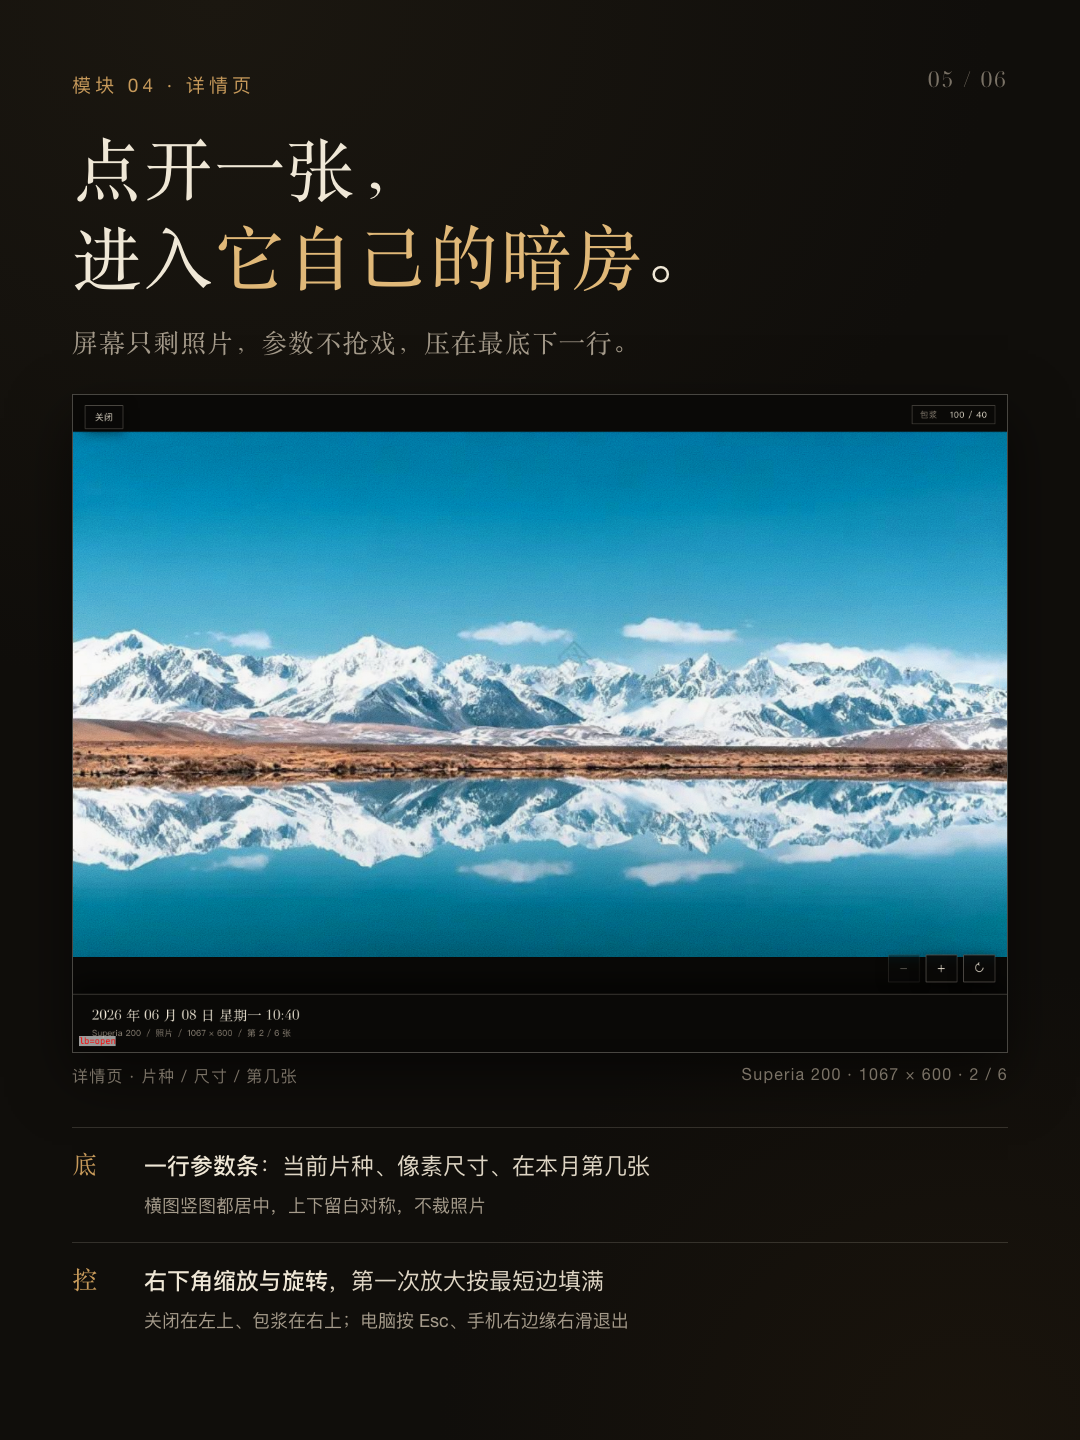 模块 04 · 详情页
05 / 06
点开一张，
进入它自己的暗房。
屏幕只剩照片，参数不抢戏，压在最底下一行。
关闭
包浆 100 / 40
− +
2026 年 06 月 08 日 星期一 10:40
Superia 200 / 照片 / 1067 × 600 / 第 2 / 6 张
lb=open
详情页 · 片种 / 尺寸 / 第几张
Superia 200 · 1067 × 600 · 2 / 6
底
一行参数条：当前片种、像素尺寸、在本月第几张
横图竖图都居中，上下留白对称，不裁照片
控
右下角缩放与旋转，第一次放大按最短边填满
关闭在左上、包浆在右上；电脑按 Esc、手机右边缘右滑退出